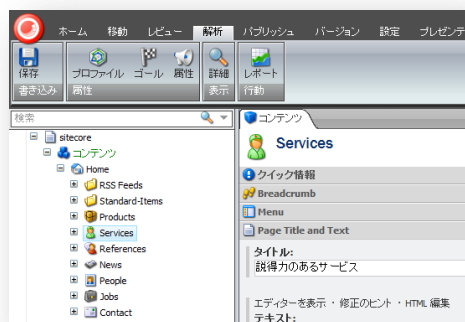 ホーム 移動 レビュー 解析 パブリッシュ バージョン 設定 プレゼンテ
保存 プロファイル ゴール 属性 詳細 レポート
書き込み 属性 表示 行動
検索
コンテンツ
sitecore
コンテンツ
Home
RSS Feeds
Standard-Items
Products
Services
References
News
People
Jobs
Contact
Services
クイック情報
Breadcrumb
Menu
Page Title and Text
タイトル:
説得力のあるサービス
エディターを表示・修正のヒント・HTML 編集
テキスト: